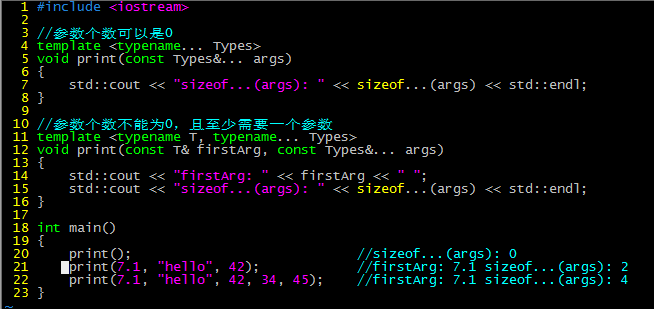 1 #include <iostream>
2
3 //参数个数可以是0
4 template <typename... Types>
5 void print(const Types&... args)
6 {
7     std::cout << "sizeof...(args): " << sizeof...(args) << std::endl;
8 }
9
10 //参数个数不能为0，且至少需要一个参数
11 template <typename T, typename... Types>
12 void print(const T& firstArg, const Types&... args)
13 {
14     std::cout << "firstArg: " << firstArg << " ";
15     std::cout << "sizeof...(args): " << sizeof...(args) << std::endl;
16 }
17
18 int main()
19 {
20     print();                            //sizeof...(args): 0
21     print(7.1, "hello", 42);            //firstArg: 7.1 sizeof...(args): 2
22     print(7.1, "hello", 42, 34, 45);    //firstArg: 7.1 sizeof...(args): 4
23 }
~